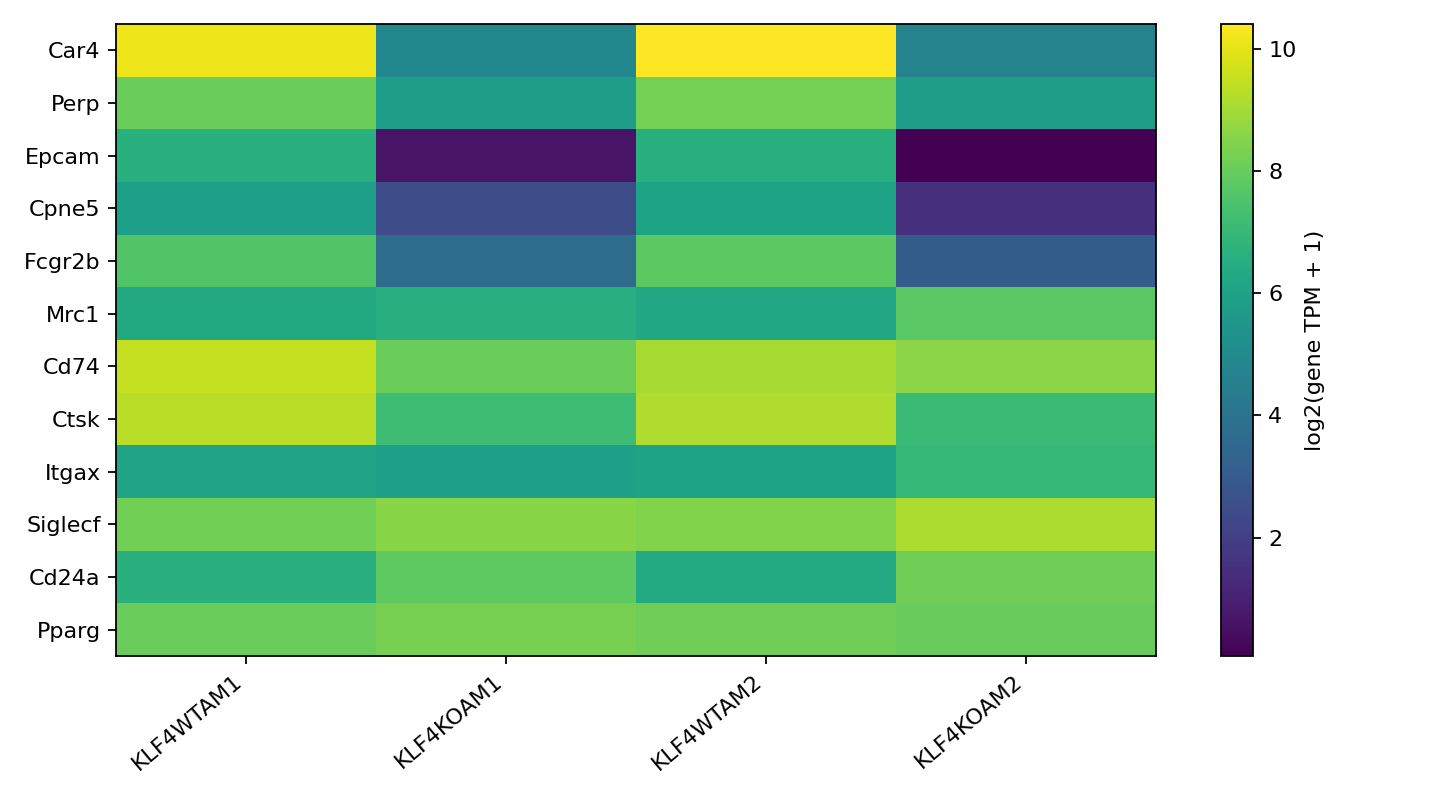 Car4
Perp
Epcam
Cpne5
Fcgr2b
Mrc1
Cd74
Ctsk
Itgax
Siglecf
Cd24a
Pparg
KLF4WTAM1
KLF4KOAM1
KLF4WTAM2
KLF4KOAM2
10
8
6
4
2
log2(gene TPM + 1)